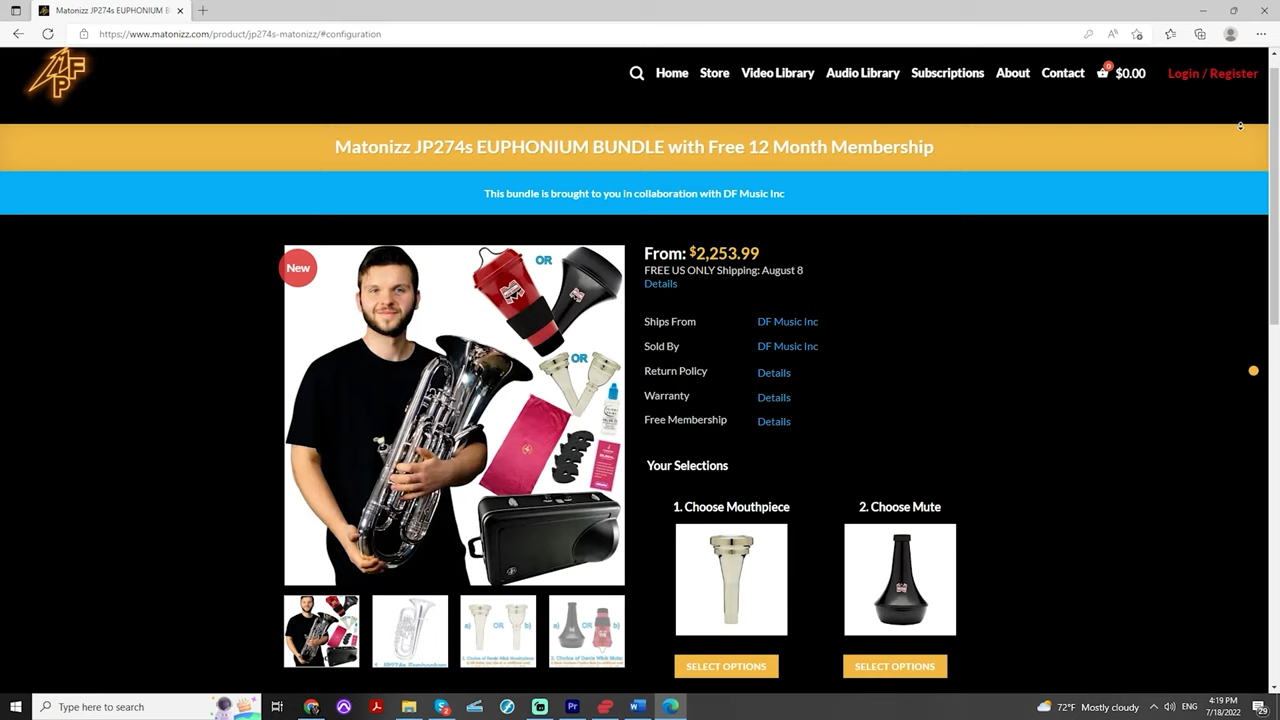 Matonizz JP274s EUPHONIUM B
https://www.matonizz.com/product/jp274s-matonizz/#configuration
AFP
Home Store Video Library Audio Library Subscriptions About Contact 0 $0.00 Login / Register
Matonizz JP274s EUPHONIUM BUNDLE with Free 12 Month Membership
This bundle is brought to you in collaboration with DF Music Inc
New
OR
OR
From: $2,253.99
FREE US ONLY Shipping: August 8
Details
Ships From DF Music Inc
Sold By DF Music Inc
Return Policy Details
Warranty Details
Free Membership Details
Your Selections
1. Choose Mouthpiece 2. Choose Mute
a) OR b) a) OR b)
SELECT OPTIONS SELECT OPTIONS
Type here to search
72°F Mostly cloudy ENG
4:19 PM
7/18/2022